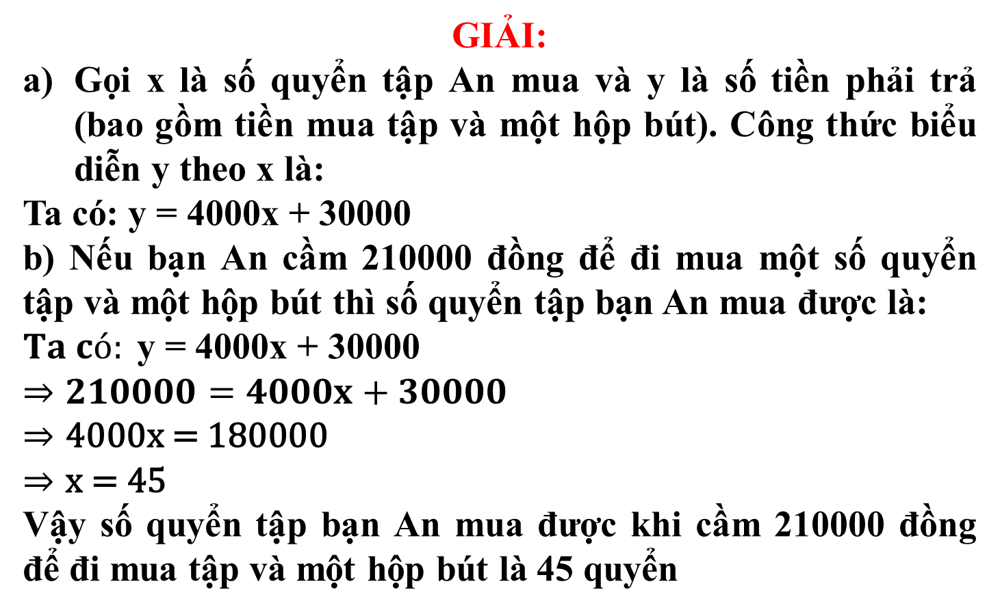 GIẢI:
a) Gọi x là số quyển tập An mua và y là số tiền phải trả
(bao gồm tiền mua tập và một hộp bút). Công thức biểu
diễn y theo x là:
Ta có: y = 4000x + 30000
b) Nếu bạn An cầm 210000 đồng để đi mua một số quyển
tập và một hộp bút thì số quyển tập bạn An mua được là:
Ta có: y = 4000x + 30000
⇒ 210000 = 4000x + 30000
⇒ 4000x = 180000
⇒ x = 45
Vậy số quyển tập bạn An mua được khi cầm 210000 đồng
để đi mua tập và một hộp bút là 45 quyển